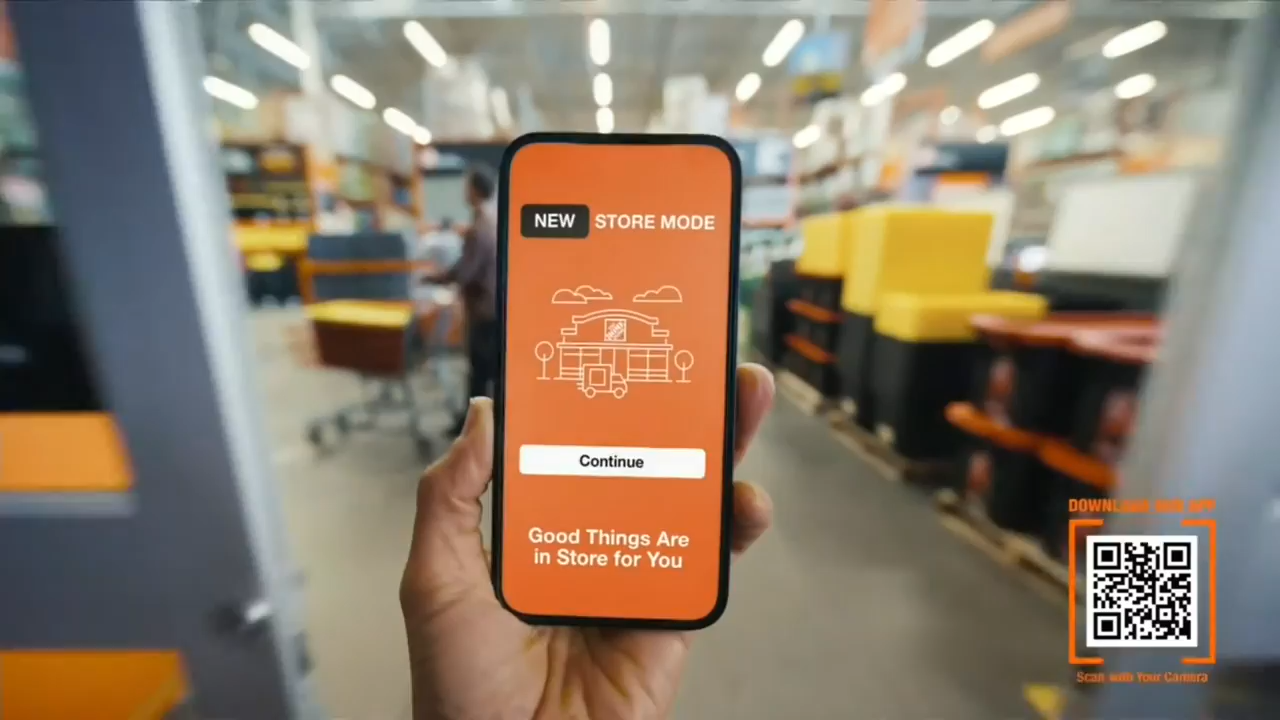 NEW STORE MODE
Continue
Good Things Are
in Store for You
DOWNLOAD OUR APP
Scan with Your Camera